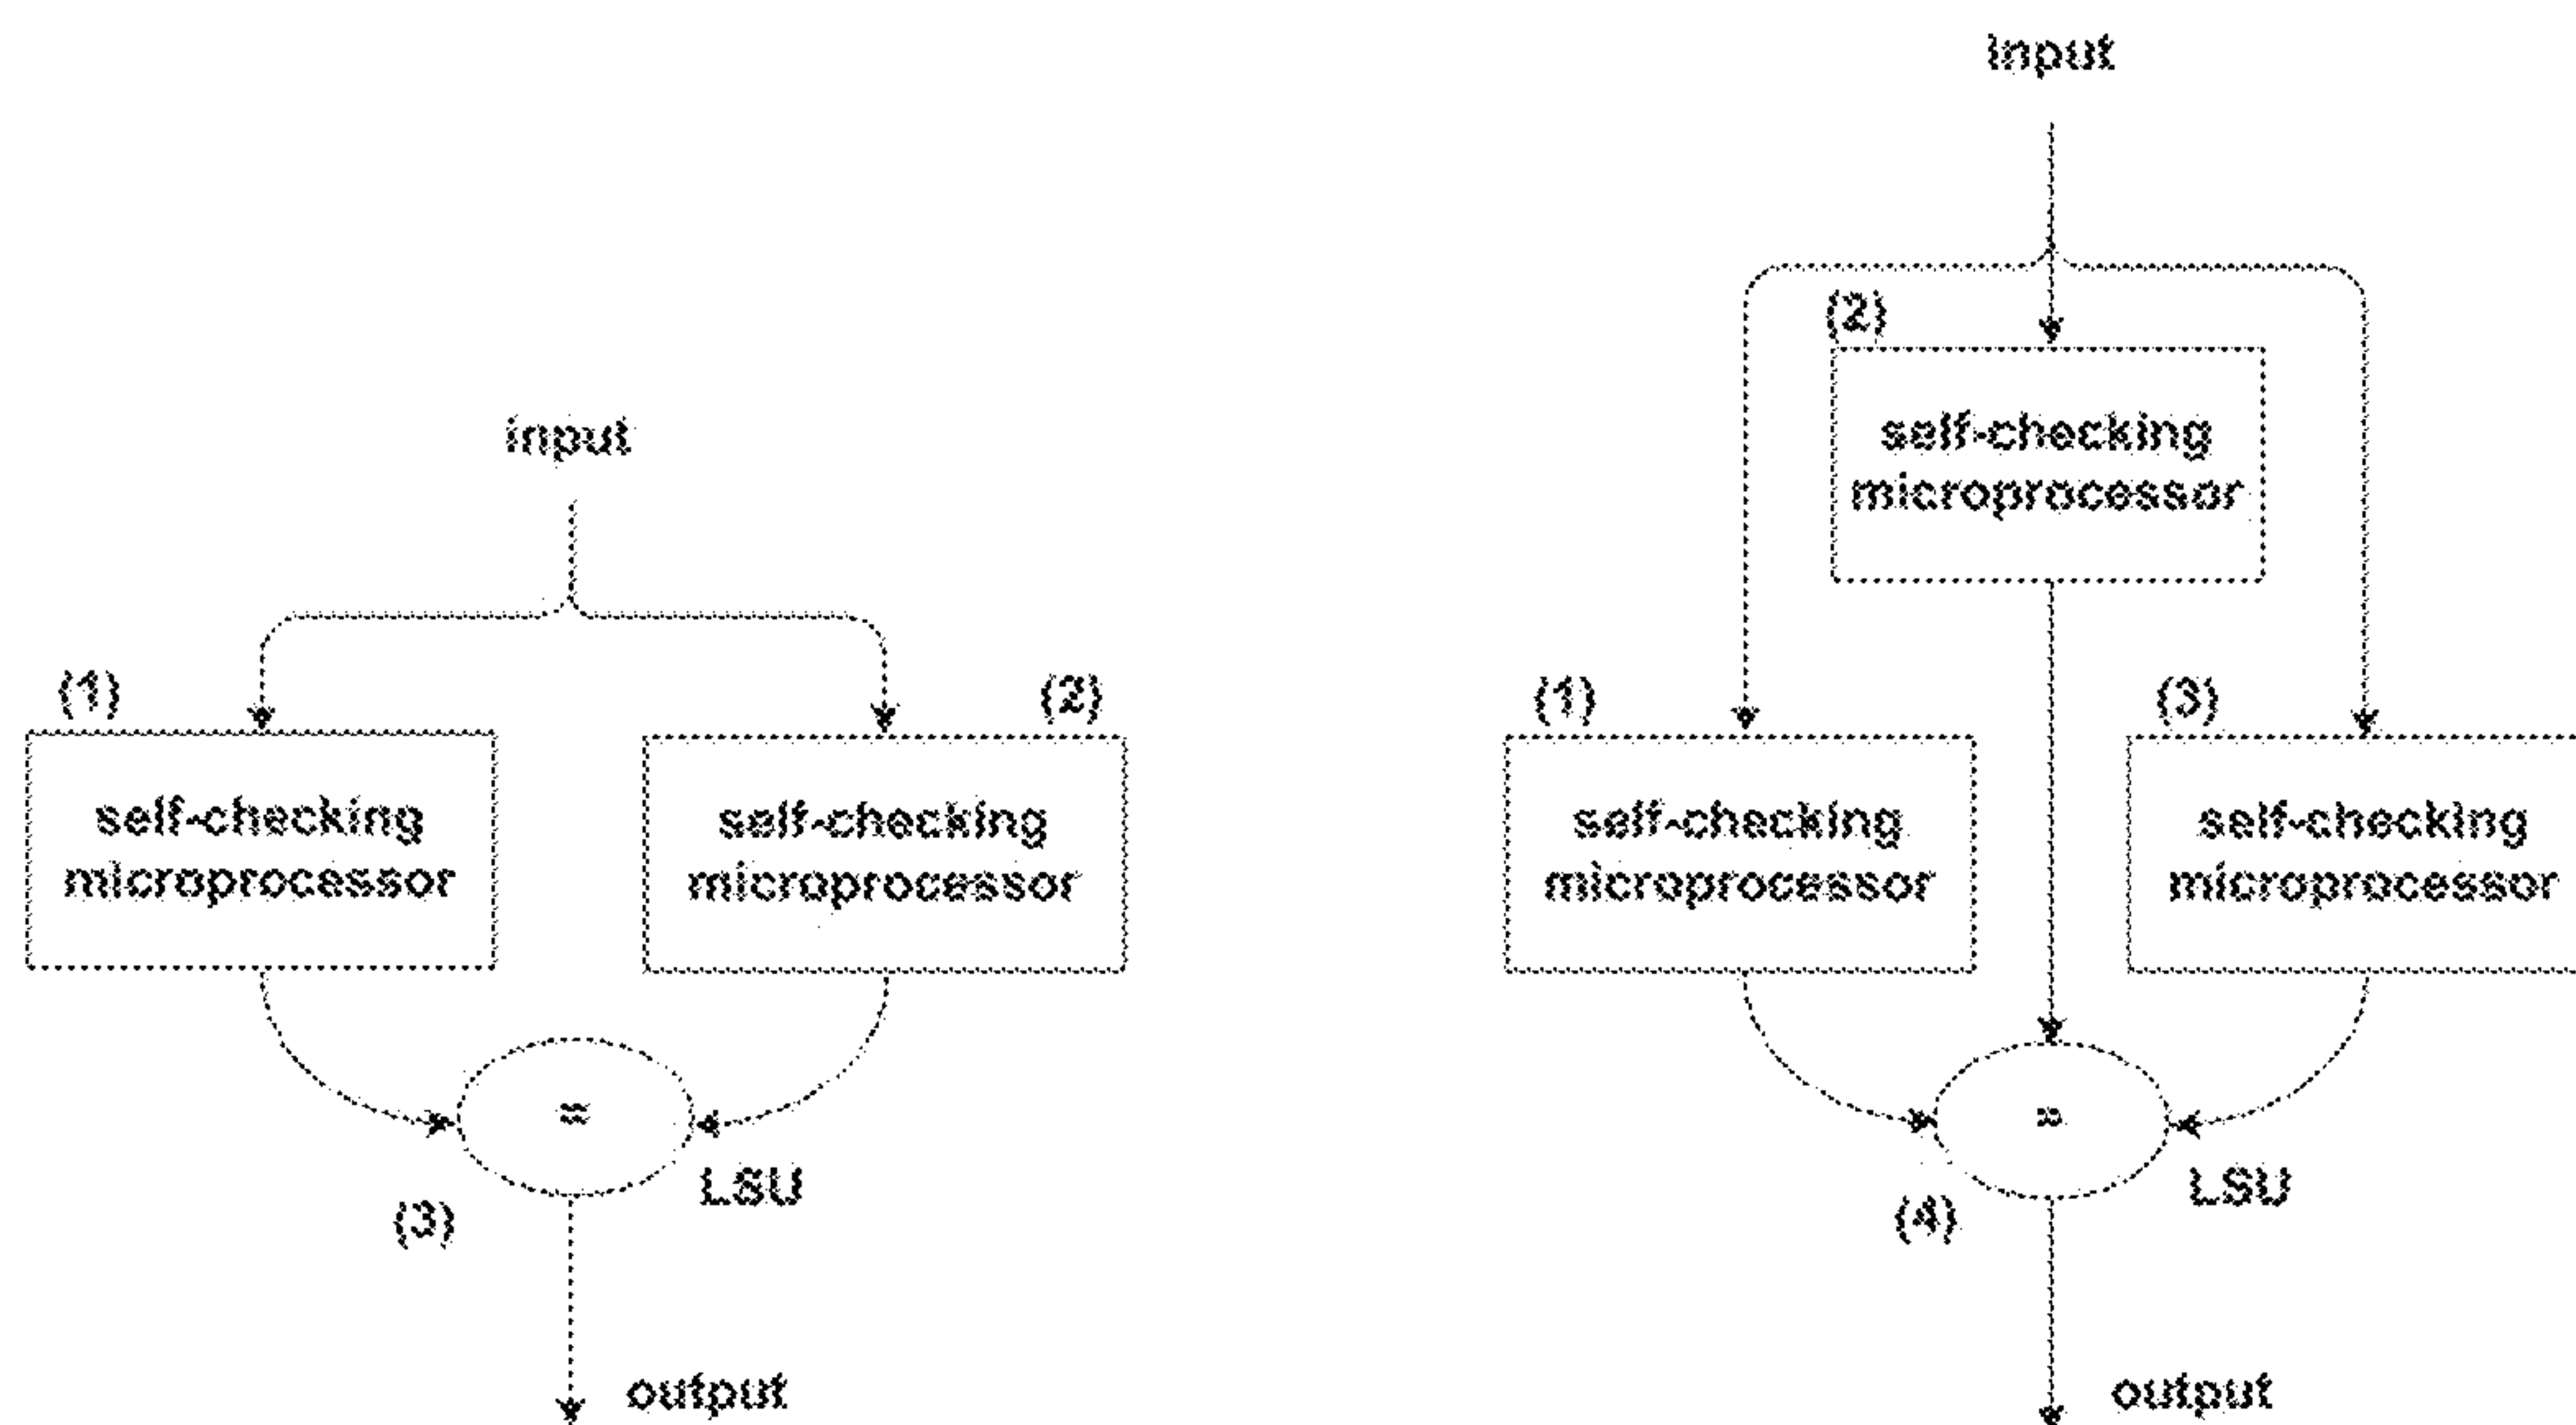 input
(1)
(2)
self-checking
microprocessor
self-checking
microprocessor
=
LSU
(3)
output
input
(2)
self-checking
microprocessor
(1)
(3)
self-checking
microprocessor
self-checking
microprocessor
=
LSU
(4)
output